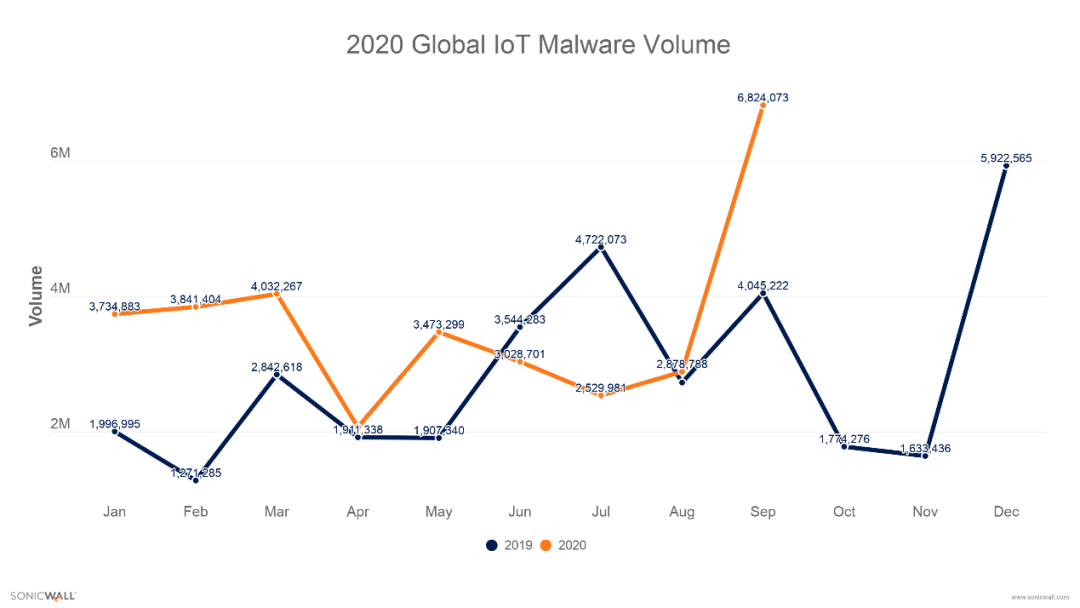 2020 Global IoT Malware Volume
Volume
6M
4M
2M
6,824,073
5,922,565
4,722,073
4,032,267
4,045,222
3,734,883
3,841,404
3,473,299
3,544,283
3,028,701
2,842,618
2,878,788
2,529,981
1,996,995
1,911,338
1,907,340
1,774,276
1,633,436
1,271,285
Jan Feb Mar Apr May Jun Jul Aug Sep Oct Nov Dec
2019 2020
SONICWALL
www.sonicwall.com